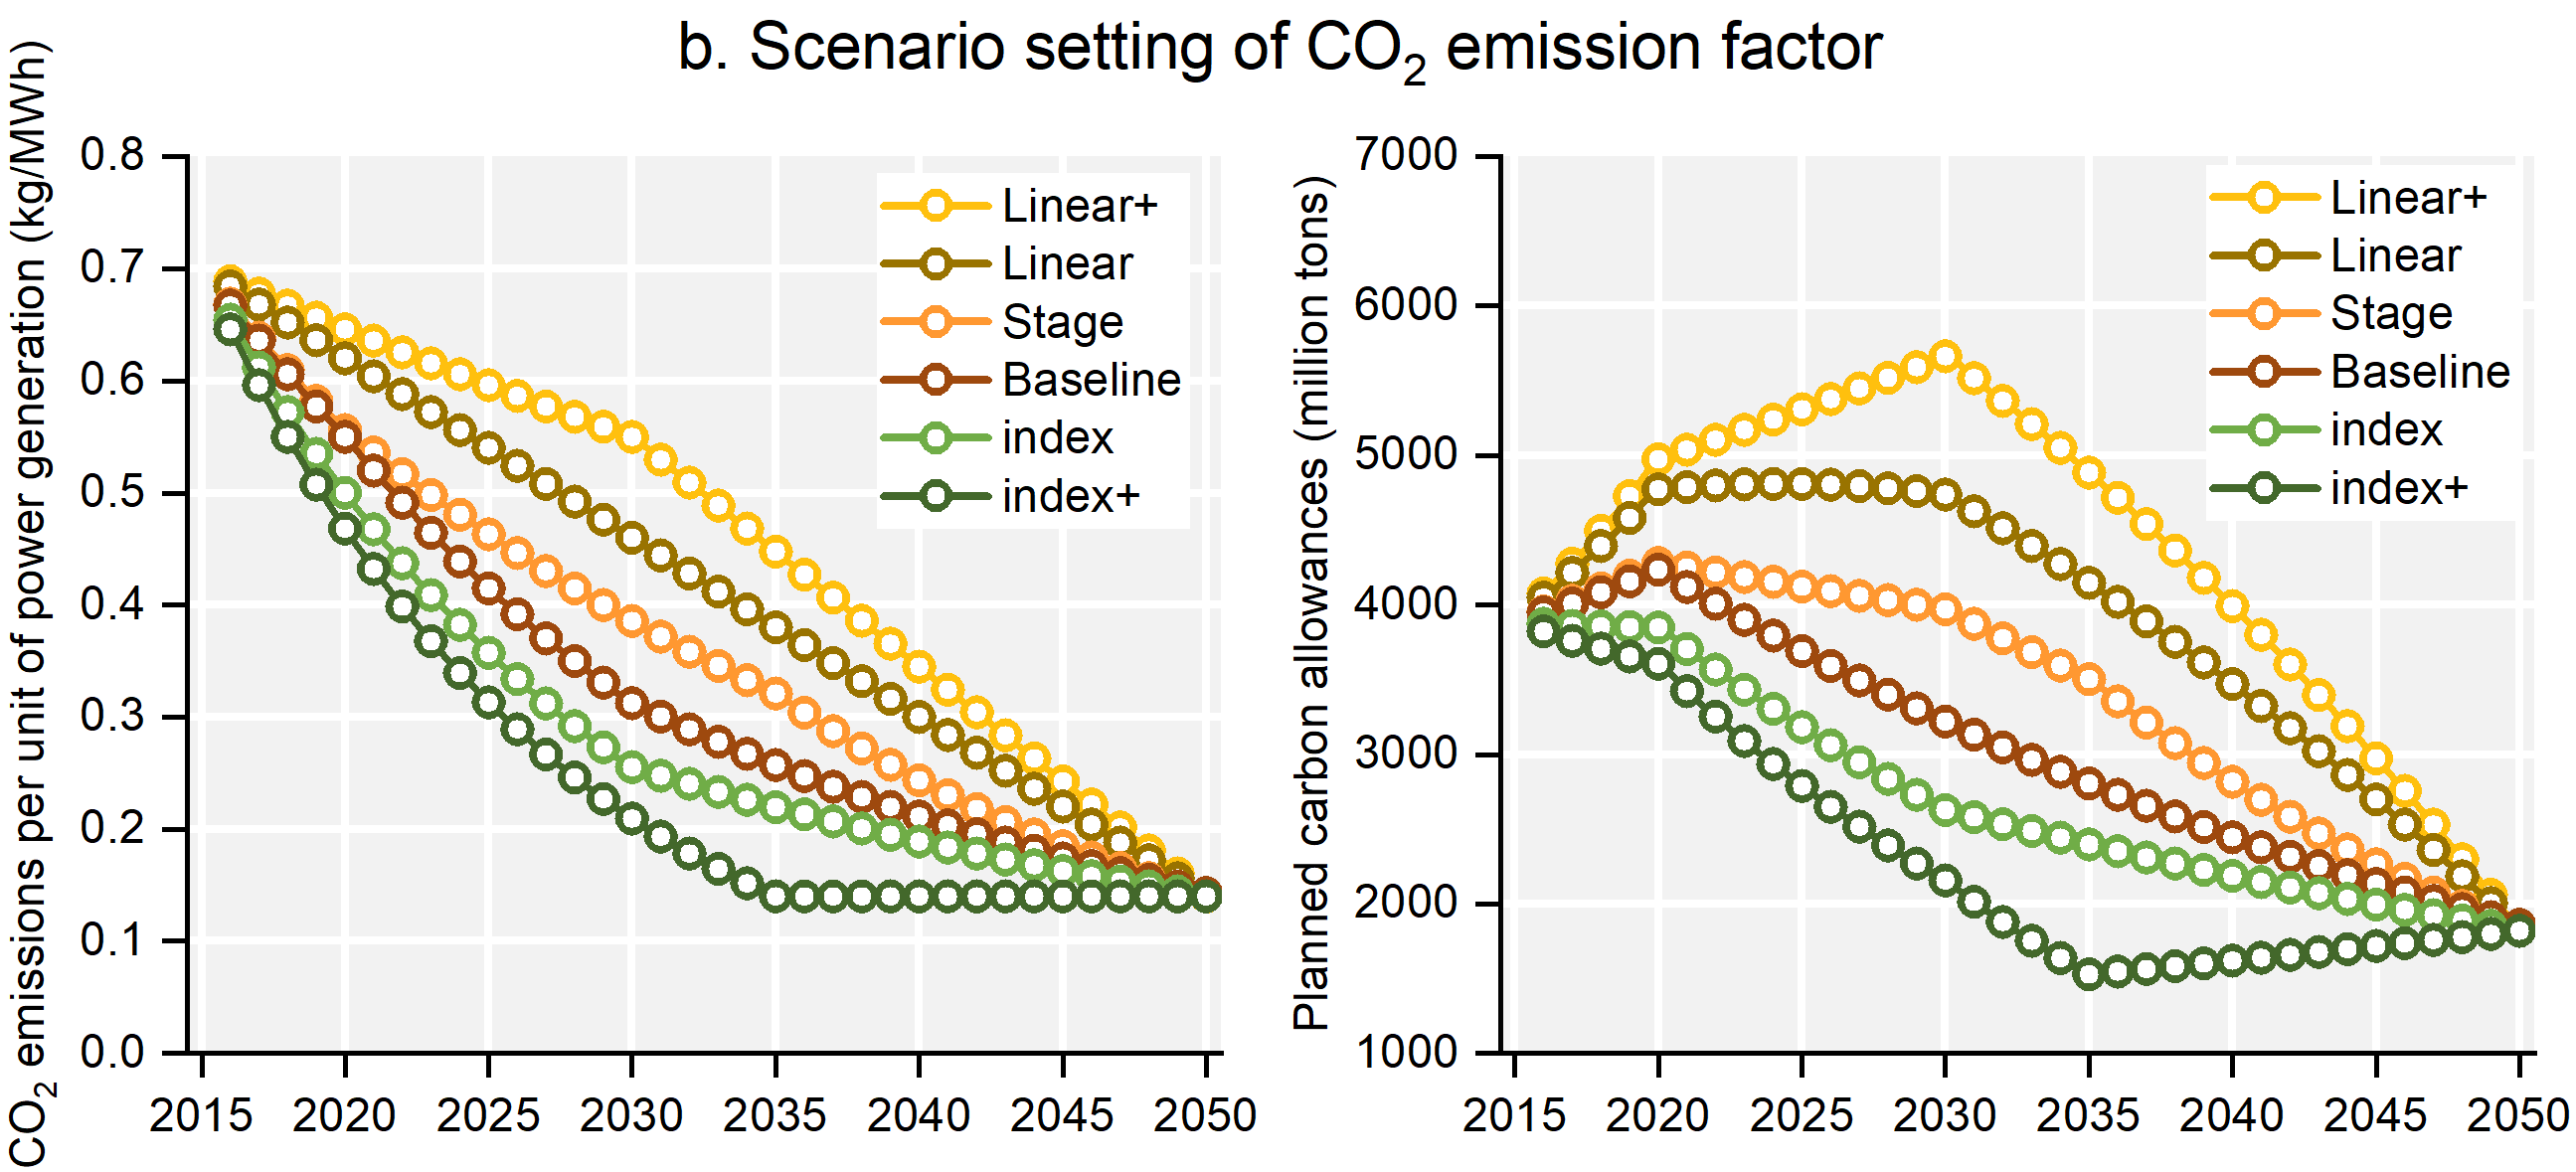 b. Scenario setting of CO₂ emission factor
CO₂ emissions per unit of power generation (kg/MWh)
0.8
0.7
0.6
0.5
0.4
0.3
0.2
0.1
0.0
2015 2020 2025 2030 2035 2040 2045 2050
Linear+
Linear
Stage
Baseline
index
index+
Planned carbon allowances (million tons)
7000
6000
5000
4000
3000
2000
1000
2015 2020 2025 2030 2035 2040 2045 2050
Linear+
Linear
Stage
Baseline
index
index+